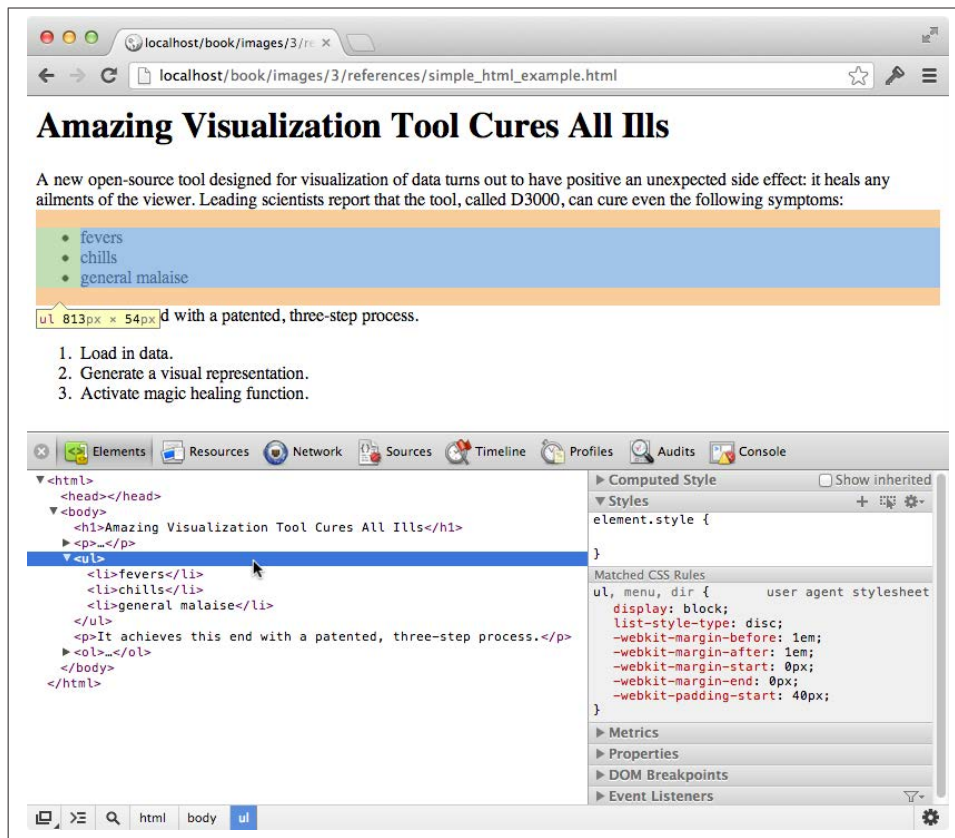 localhost/book/images/3/re ×
localhost/book/images/3/references/simple_html_example.html
Amazing Visualization Tool Cures All Ills
A new open-source tool designed for visualization of data turns out to have positive an unexpected side effect: it heals any
ailments of the viewer. Leading scientists report that the tool, called D3000, can cure even the following symptoms:
• fevers
• chills
• general malaise
ul 813px × 54px d with a patented, three-step process.
1. Load in data.
2. Generate a visual representation.
3. Activate magic healing function.
Elements Resources Network Sources Timeline Profiles Audits Console
▼<html>
<head></head>
▼<body>
<h1>Amazing Visualization Tool Cures All Ills</h1>
▶<p>…</p>
▼<ul>
<li>fevers</li>
<li>chills</li>
<li>general malaise</li>
</ul>
<p>It achieves this end with a patented, three-step process.</p>
▶<ol>…</ol>
</body>
</html>
▶ Computed Style Show inherited
▼ Styles
element.style {
}
Matched CSS Rules
ul, menu, dir { user agent stylesheet
display: block;
list-style-type: disc;
-webkit-margin-before: 1em;
-webkit-margin-after: 1em;
-webkit-margin-start: 0px;
-webkit-margin-end: 0px;
-webkit-padding-start: 40px;
}
▶ Metrics
▶ Properties
▶ DOM Breakpoints
▶ Event Listeners
html body ul